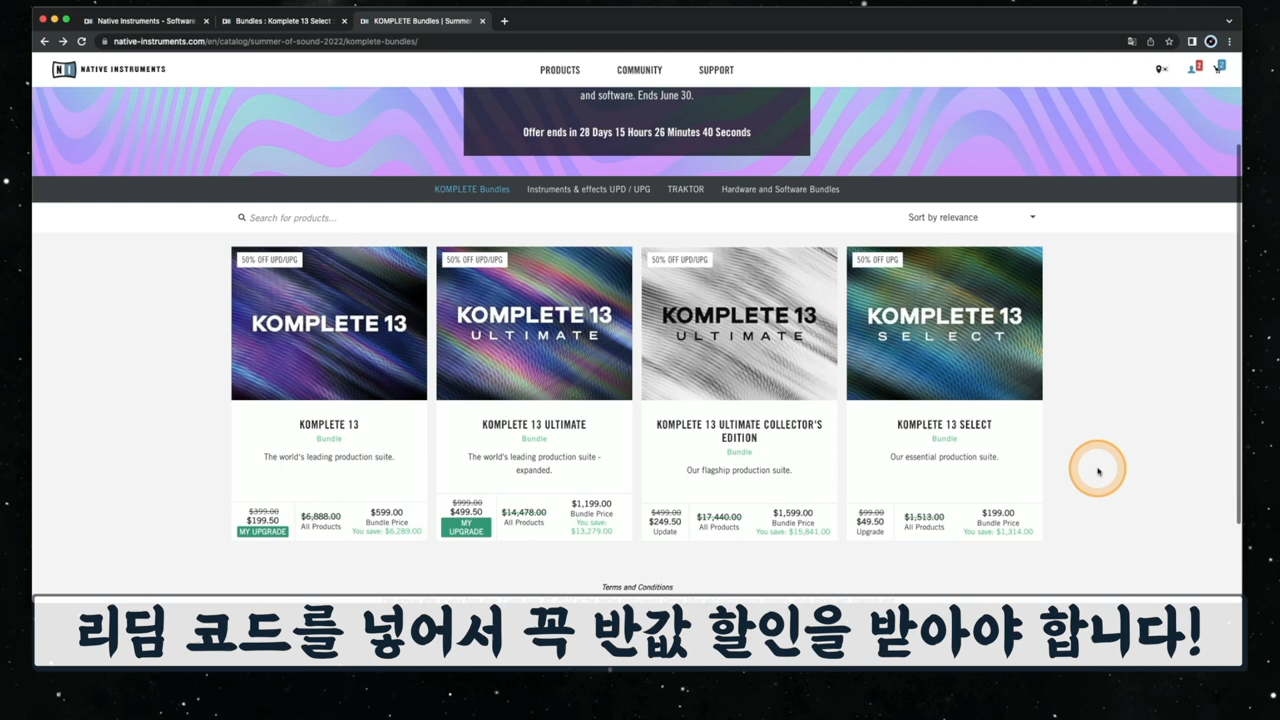 Native Instruments - Software
Bundles : Komplete 13 Select
KOMPLETE Bundles | Summer
native-instruments.com/en/catalog/summer-of-sound-2022/komplete-bundles/
NI NATIVE INSTRUMENTS
PRODUCTS
COMMUNITY
SUPPORT
2
2
and software. Ends June 30.
Offer ends in 28 Days 15 Hours 26 Minutes 40 Seconds
KOMPLETE Bundles
Instruments & effects UPD / UPG
TRAKTOR
Hardware and Software Bundles
Search for products...
Sort by relevance
50% OFF UPD/UPG
KOMPLETE 13
KOMPLETE 13
Bundle
The world's leading production suite.
$399.00
$199.50
MY UPGRADE
$6,888.00
All Products
$599.00
Bundle Price
You save: $6,289.00
50% OFF UPD/UPG
KOMPLETE 13
ULTIMATE
KOMPLETE 13 ULTIMATE
Bundle
The world's leading production suite -
expanded.
$999.00
$499.50
MY
UPGRADE
$14,478.00
All Products
$1,199.00
Bundle Price
You save:
$13,279.00
50% OFF UPD/UPG
KOMPLETE 13
ULTIMATE
KOMPLETE 13 ULTIMATE COLLECTOR'S
EDITION
Bundle
Our flagship production suite.
$499.00
$249.50
Update
$17,440.00
All Products
$1,599.00
Bundle Price
You save: $15,841.00
50% OFF UPG
KOMPLETE 13
SELECT
KOMPLETE 13 SELECT
Bundle
Our essential production suite.
$99.00
$49.50
Upgrade
$1,513.00
All Products
$199.00
Bundle Price
You save: $1,314.00
Terms and Conditions
리딤 코드를 넣어서 꼭 반값 할인을 받아야 합니다!